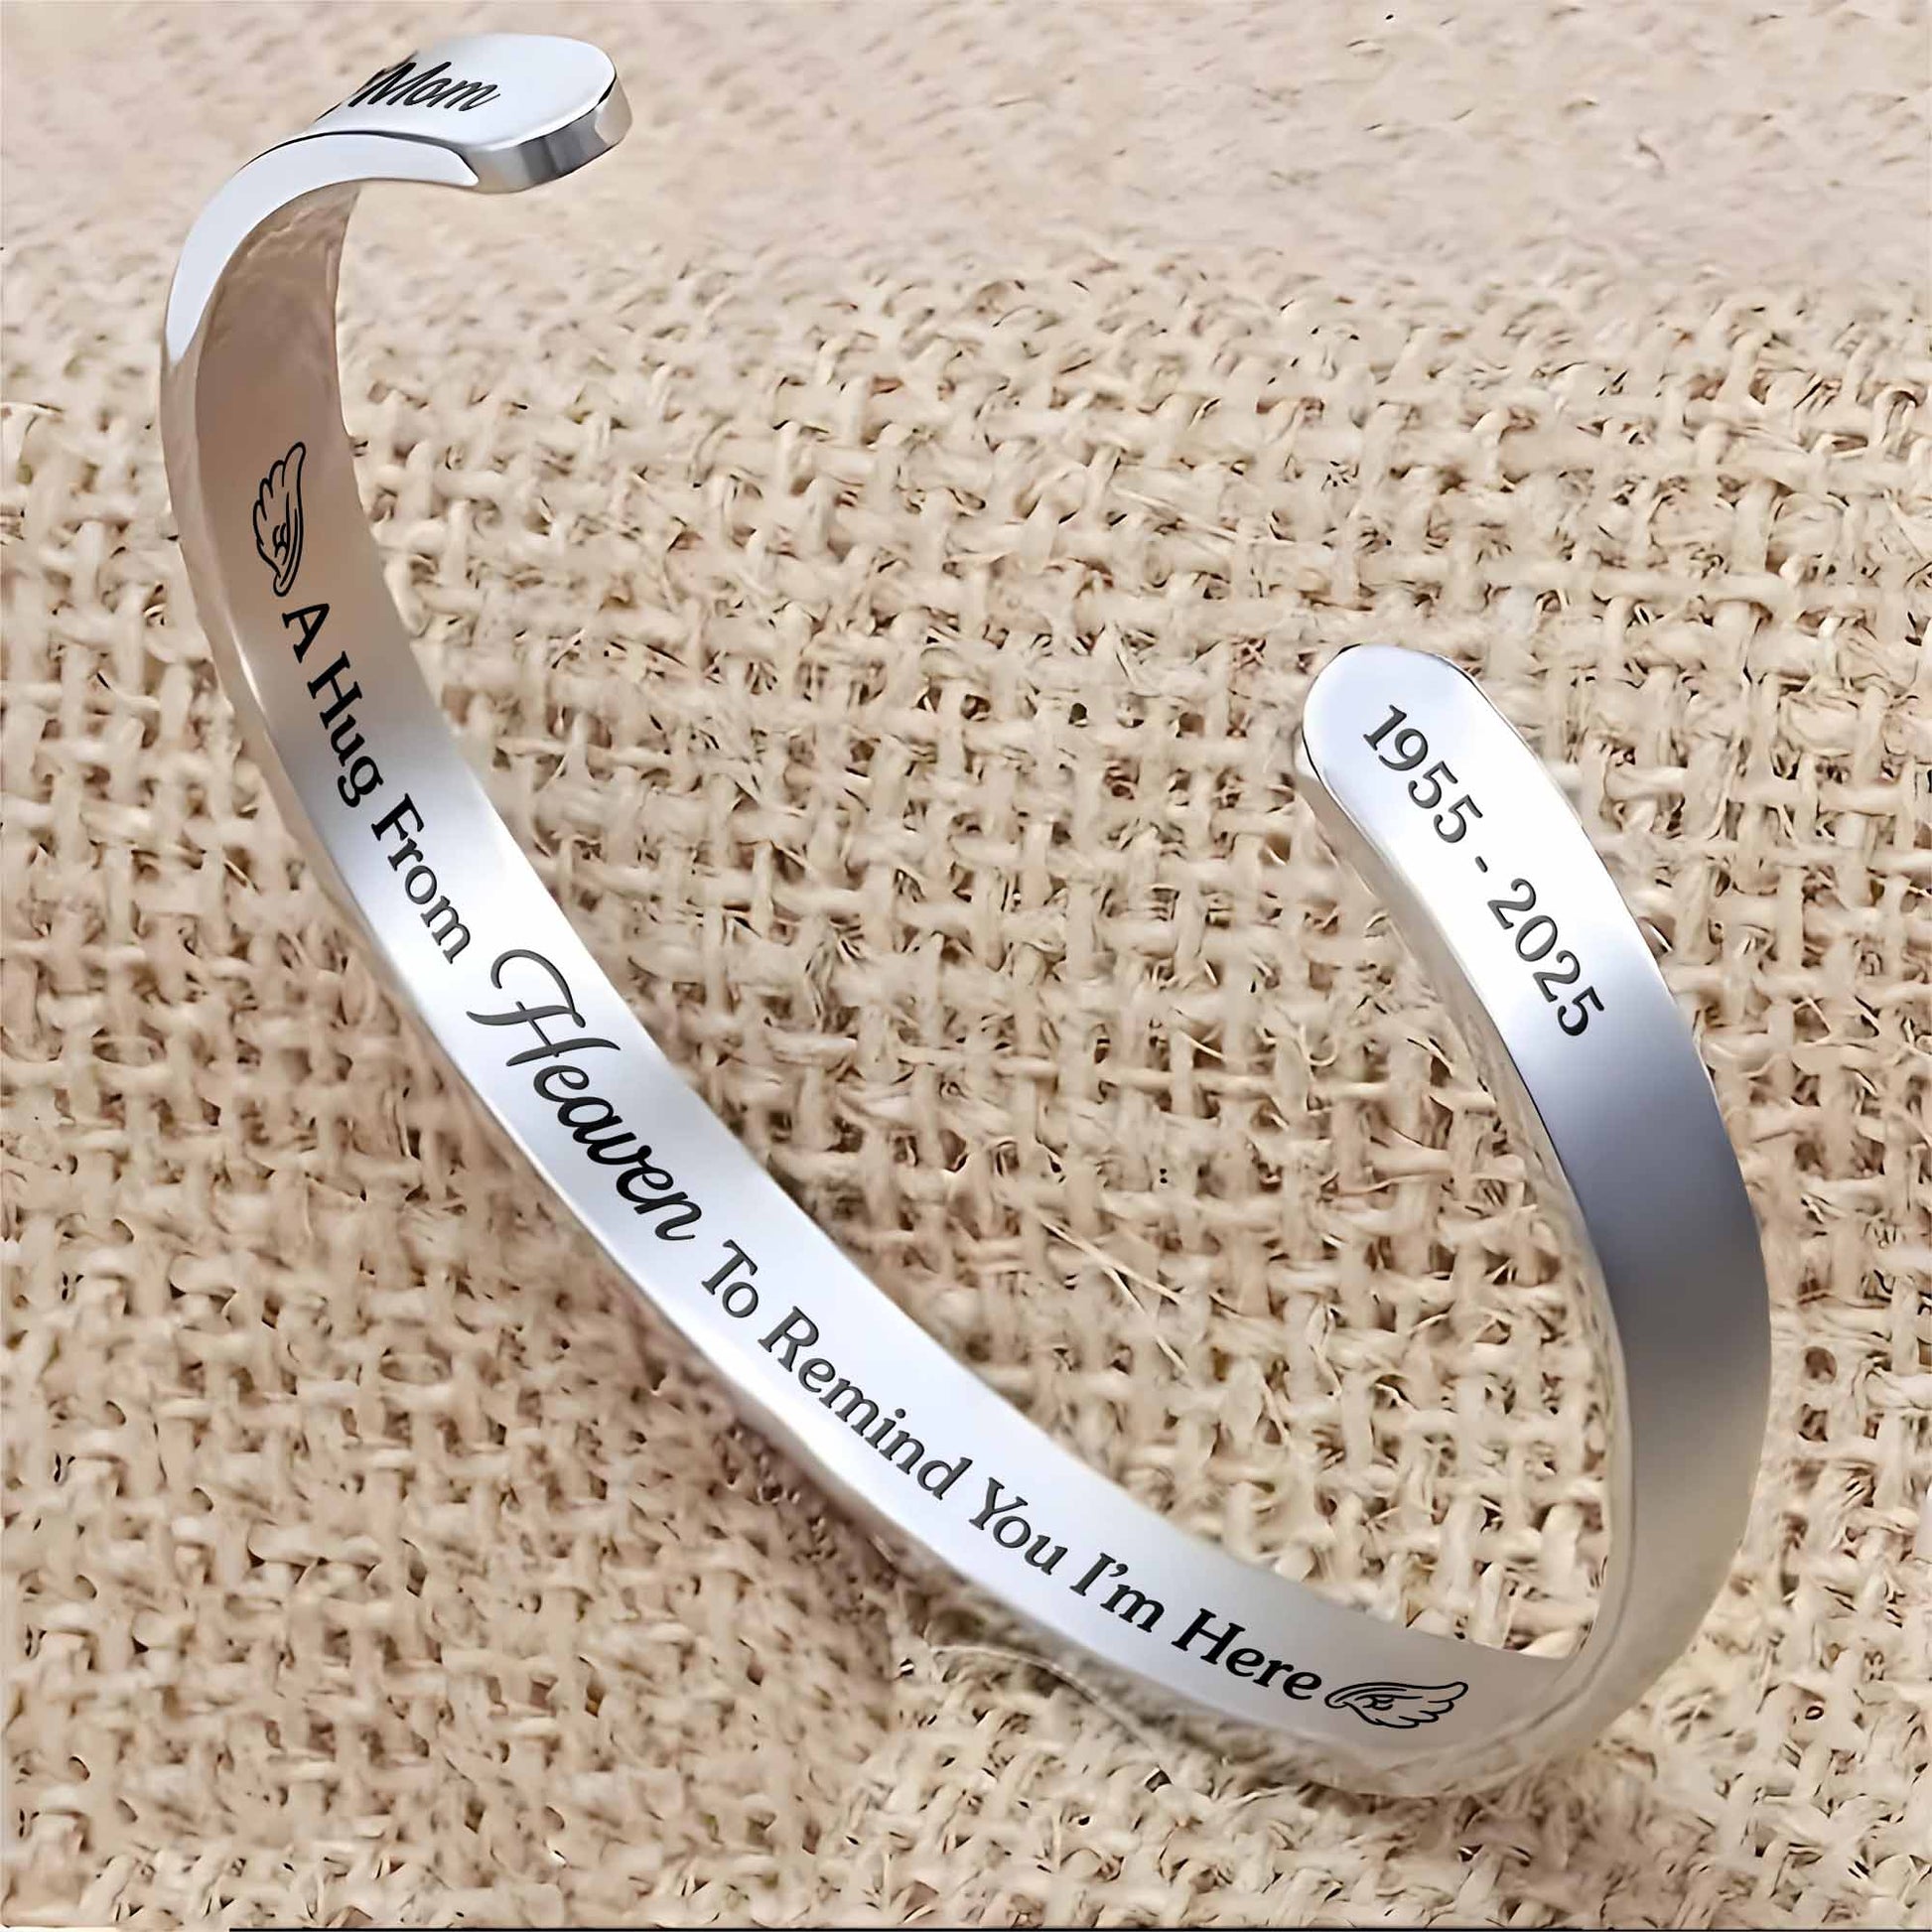 Mom
A Hug From Heaven To Remind You I'm Here
1955 - 2025